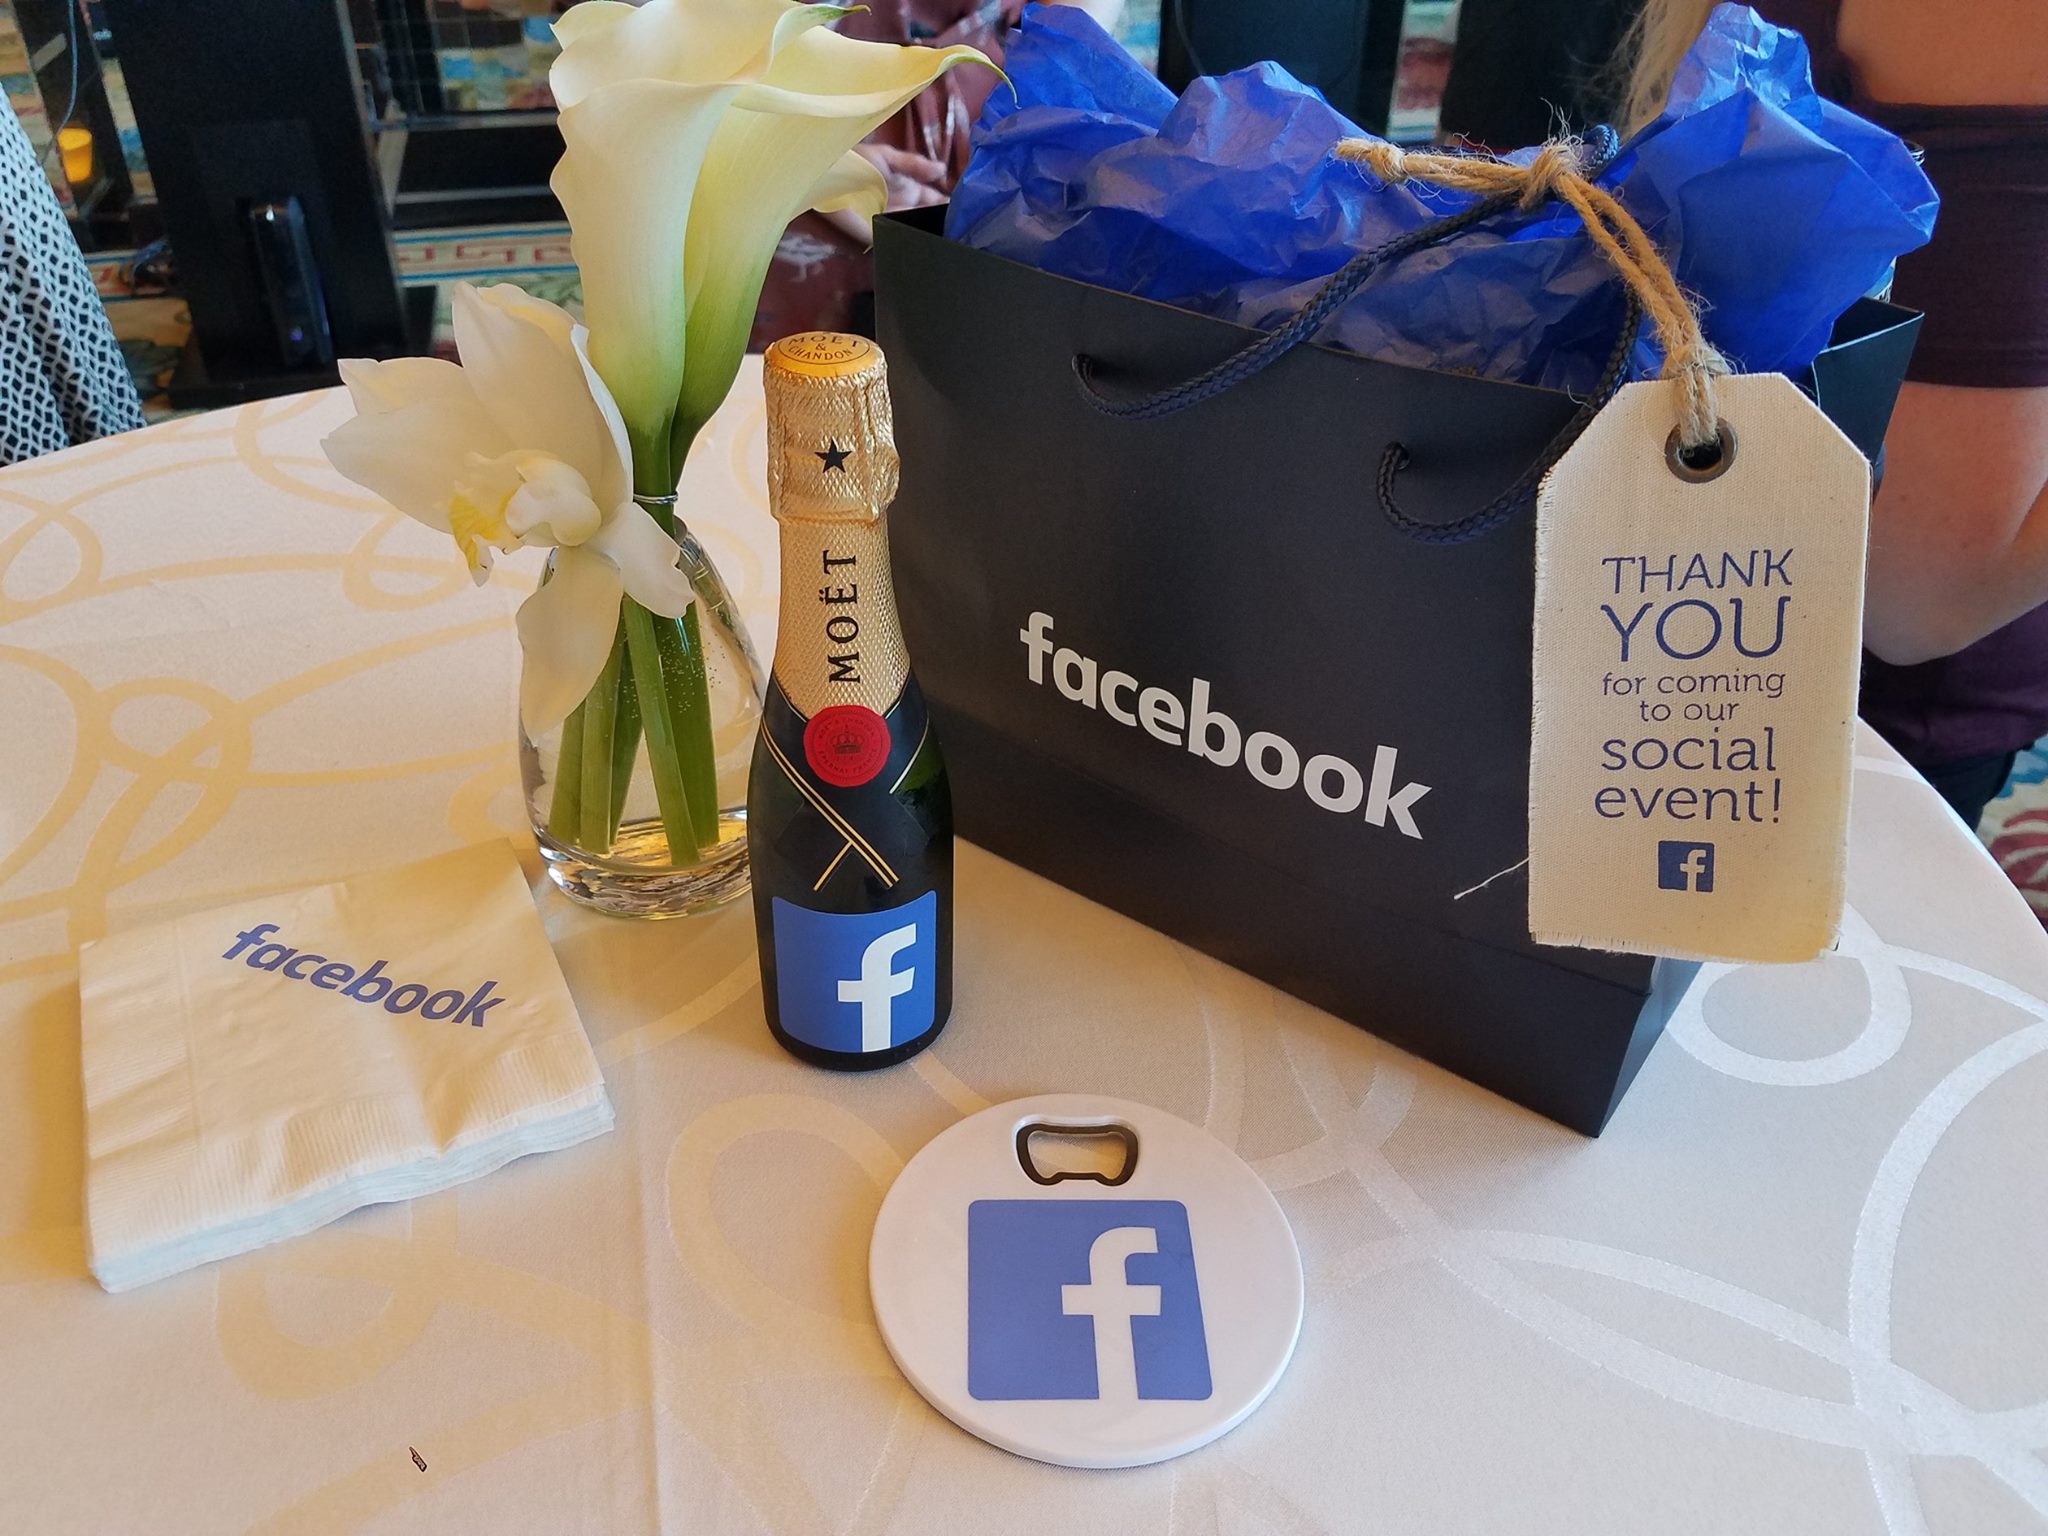 MOËT
&
CHANDON
MOËT
facebook
THANK
YOU
for coming
to our
social
event!
f
facebook
f
f